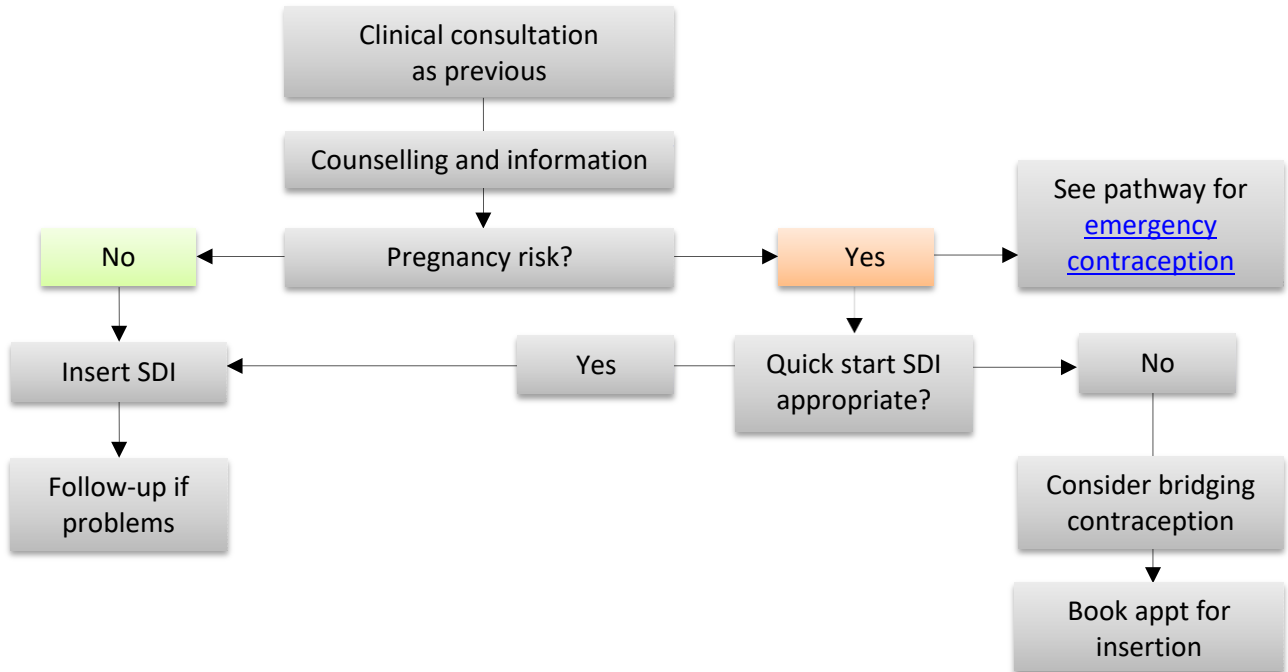 Clinical consultation
as previous
Counselling and information
See pathway for
emergency
contraception
No
Pregnancy risk?
Yes
Insert SDI
Yes
Quick start SDI
appropriate?
No
Follow-up if
problems
Consider bridging
contraception
Book appt for
insertion